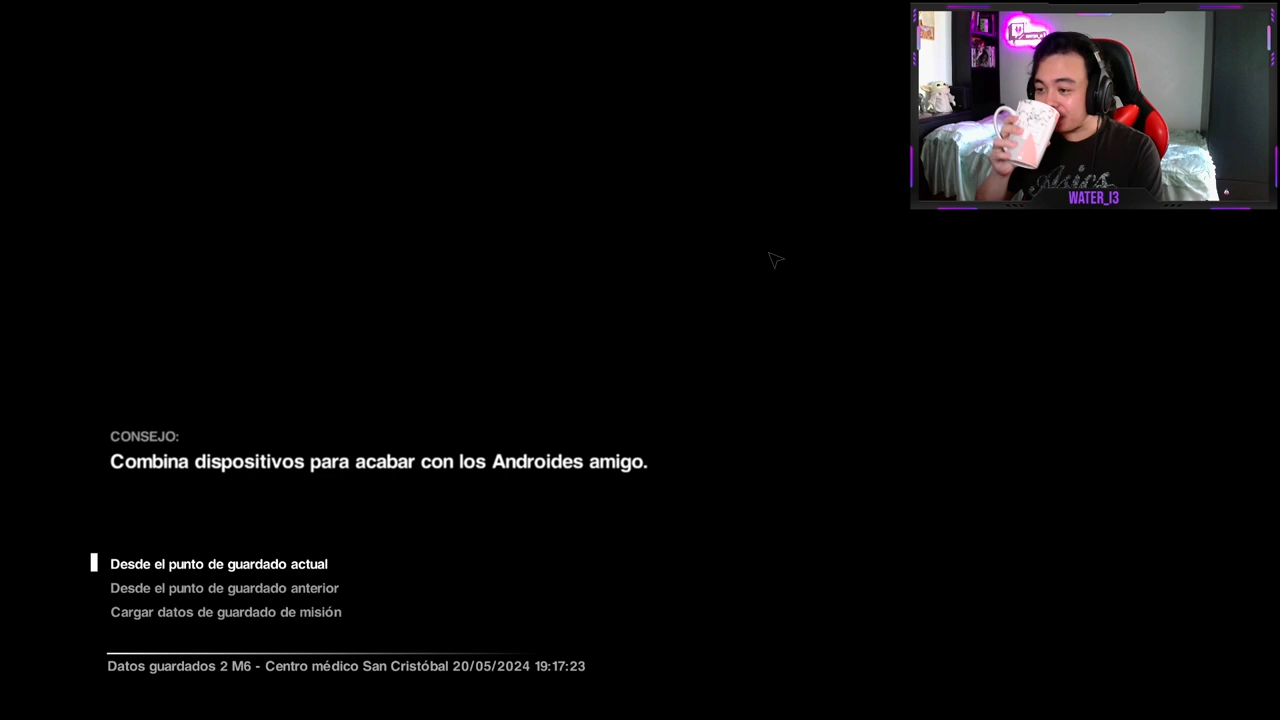 WATER_I3
CONSEJO:
Combina dispositivos para acabar con los Androides amigo.
Desde el punto de guardado actual
Desde el punto de guardado anterior
Cargar datos de guardado de misión
Datos guardados 2 M6 - Centro médico San Cristóbal 20/05/2024 19:17:23